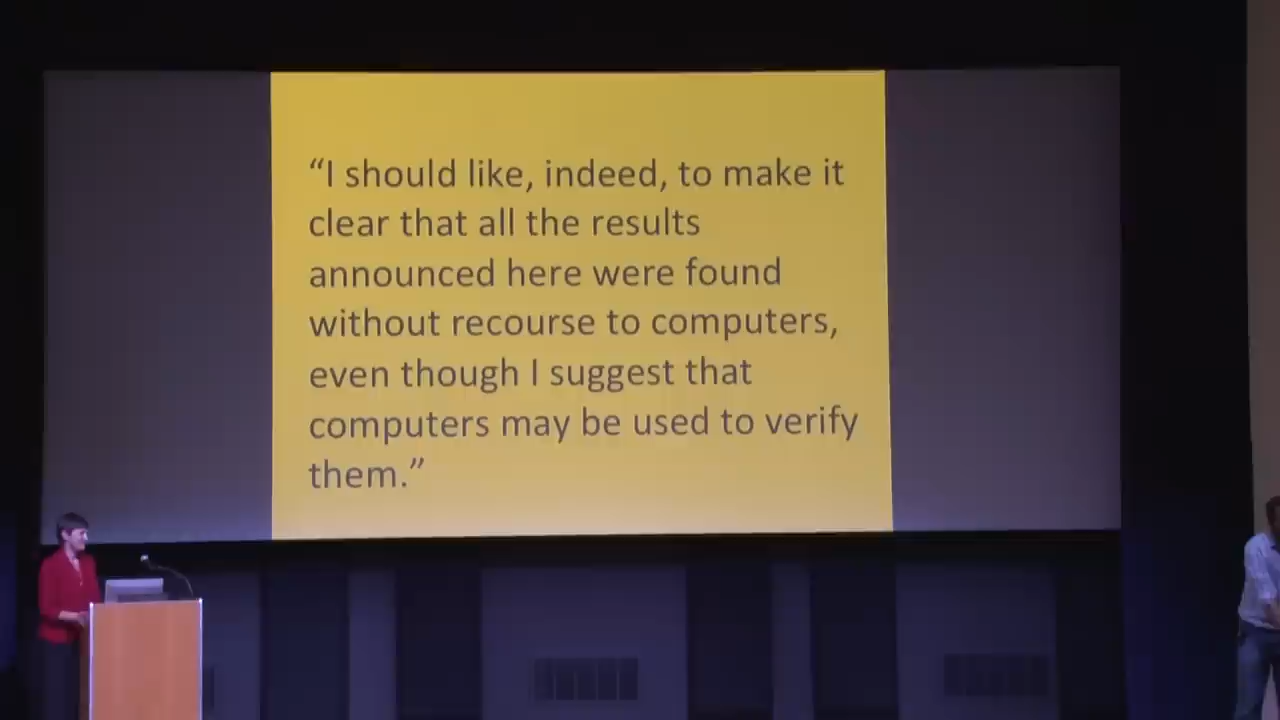 “I should like, indeed, to make it
clear that all the results
announced here were found
without recourse to computers,
even though I suggest that
computers may be used to verify
them.”